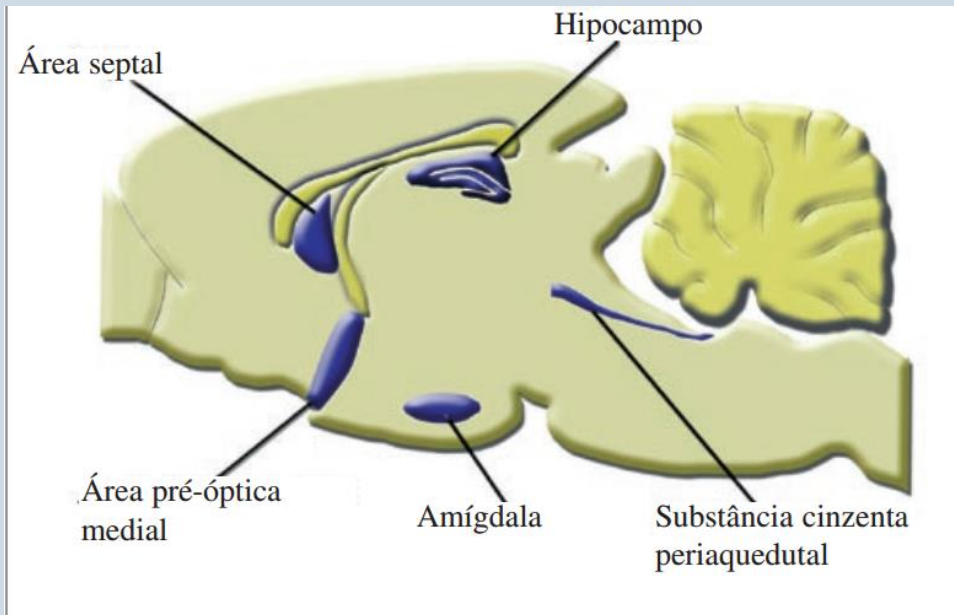 Hipocampo
Área septal
Área pré-óptica
medial
Amígdala
Substância cinzenta
periaquedutal